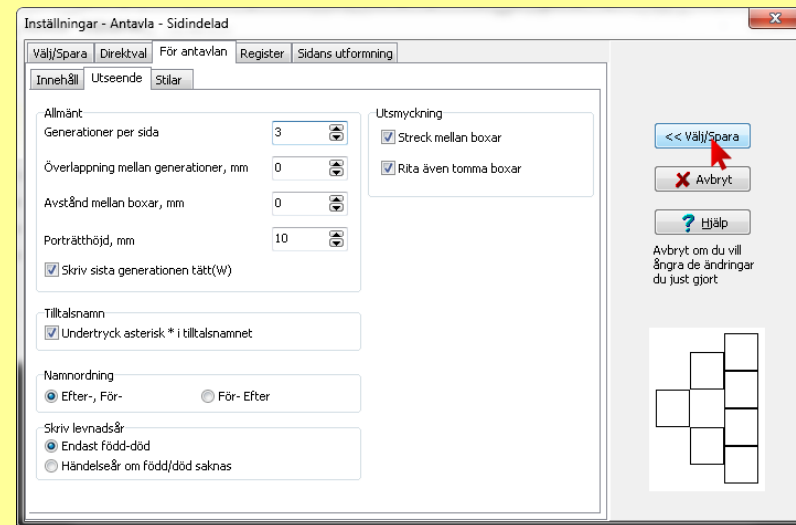 Inställningar - Antavla - Sidindelad
Välj/Spara Direktval För antavlan Register Sidans utformning
Innehåll Utseende Stilar
Allmänt
Generationer per sida 3
Överlappning mellan generationer, mm 0
Avstånd mellan boxar, mm 0
Porträtthöjd, mm 10
Skriv sista generationen tätt(W)
Utsmyckning
Streck mellan boxar
Rita även tomma boxar
Tilltalsnamn
Undertryck asterisk * i tilltalsnamnet
Namnordning
Efter-, För- För- Efter
Skriv levnadsår
Endast född-död
Händelseår om född/död saknas
<< Välj/Spara
Avbryt
Hjälp
Avbryt om du vill
ångra de ändringar
du just gjort